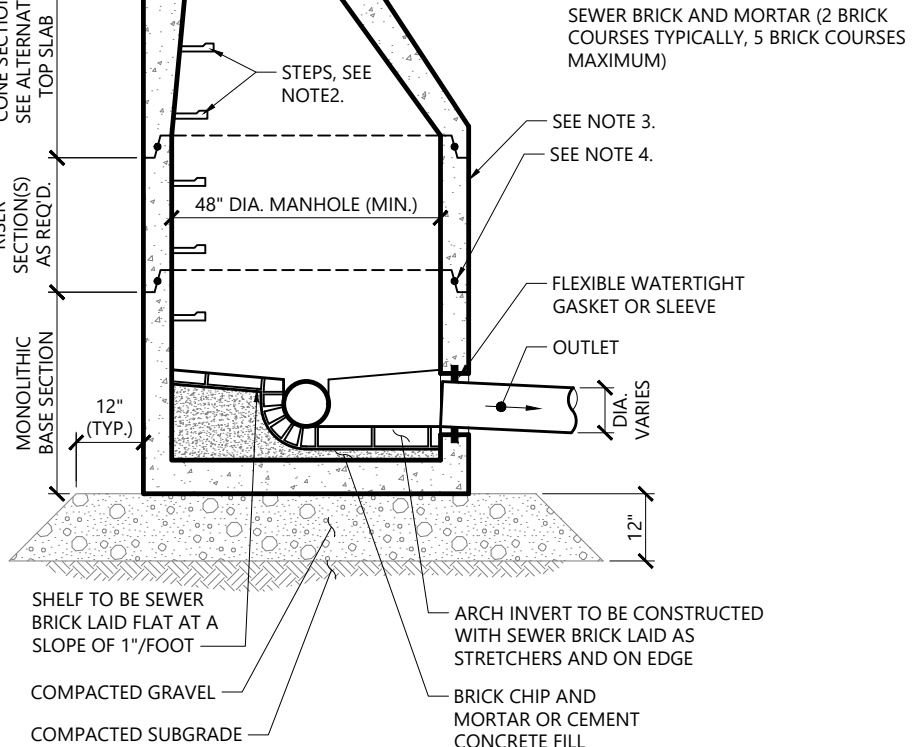 SEWER BRICK AND MORTAR (2 BRICK
COURSES TYPICALLY, 5 BRICK COURSES
MAXIMUM)
SEE ALTERNAT
TOP SLAB
STEPS, SEE
NOTE2.
SEE NOTE 3.
SEE NOTE 4.
RISER
SECTION(S)
AS REQ'D.
48" DIA. MANHOLE (MIN.)
FLEXIBLE WATERTIGHT
GASKET OR SLEEVE
OUTLET
MONOLITHIC
BASE SECTION
12"
(TYP.)
DIA.
VARIES
12"
SHELF TO BE SEWER
BRICK LAID FLAT AT A
SLOPE OF 1"/FOOT
COMPACTED GRAVEL
COMPACTED SUBGRADE
ARCH INVERT TO BE CONSTRUCTED
WITH SEWER BRICK LAID AS
STRETCHERS AND ON EDGE
BRICK CHIP AND
MORTAR OR CEMENT
CONCRETE FILL